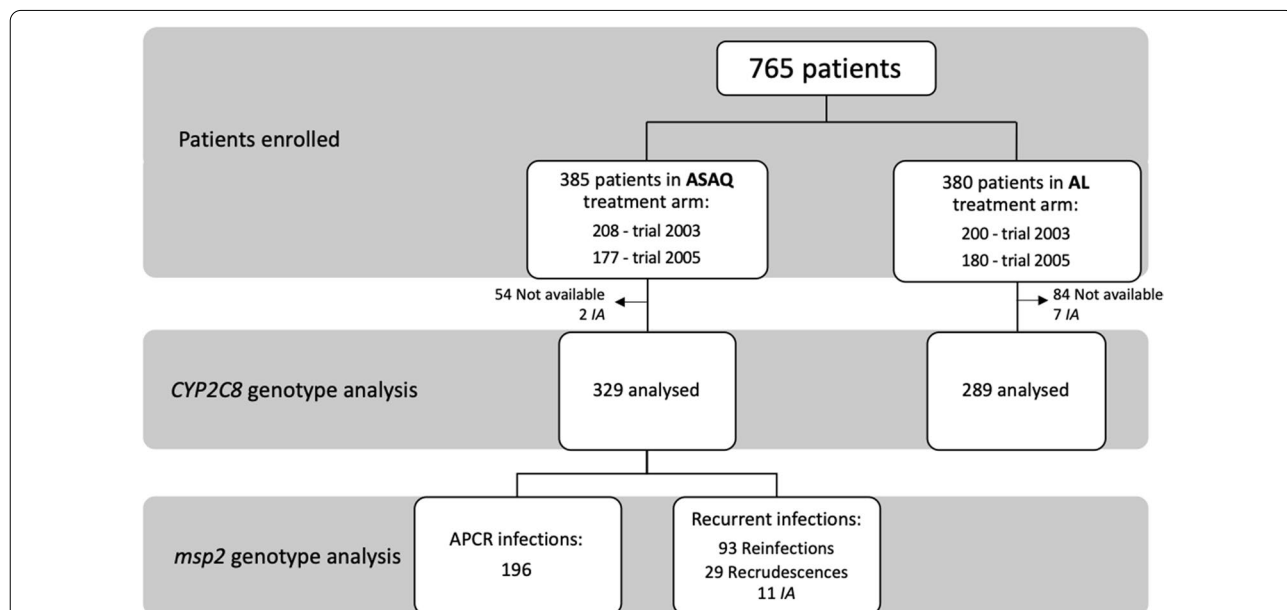 765 patients
Patients enrolled
385 patients in ASAQ
treatment arm:
208 - trial 2003
177 - trial 2005
380 patients in AL
treatment arm:
200 - trial 2003
180 - trial 2005
54 Not available
2 IA
84 Not available
7 IA
CYP2C8 genotype analysis
329 analysed
289 analysed
msp2 genotype analysis
APCR infections:
196
Recurrent infections:
93 Reinfections
29 Recrudescences
11 IA